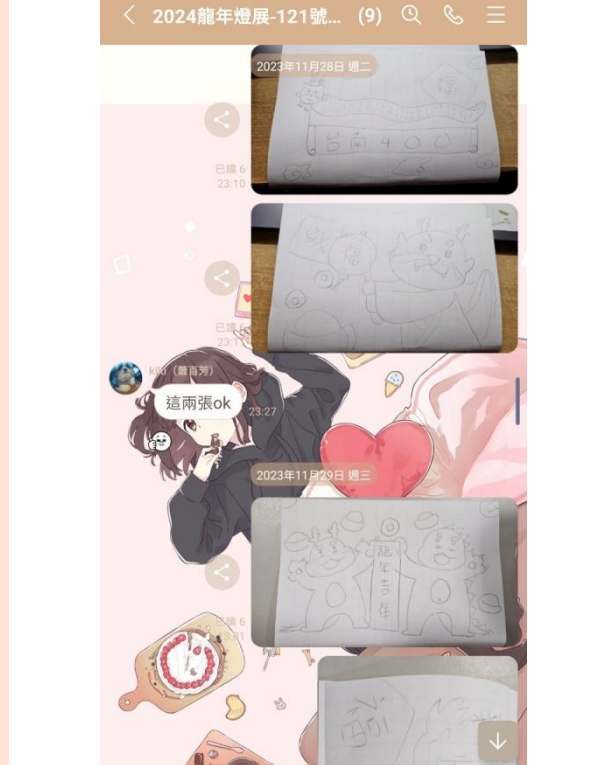 2024龍年燈展-121號... (9)
2023年11月28日 週二
福
台南400
已讀 6
23:10
福
已讀 6
23:11
kiki（蕭百芳）
這兩張ok
23:27
2023年11月29日 週三
龍年吉祥
已讀 6